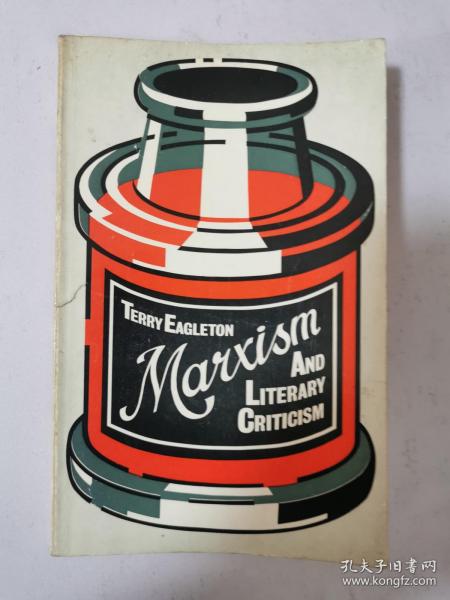 TERRY EAGLETON
Marxism
AND
LITERARY
CRITICISM
孔夫子旧书网
www.kongfz.com